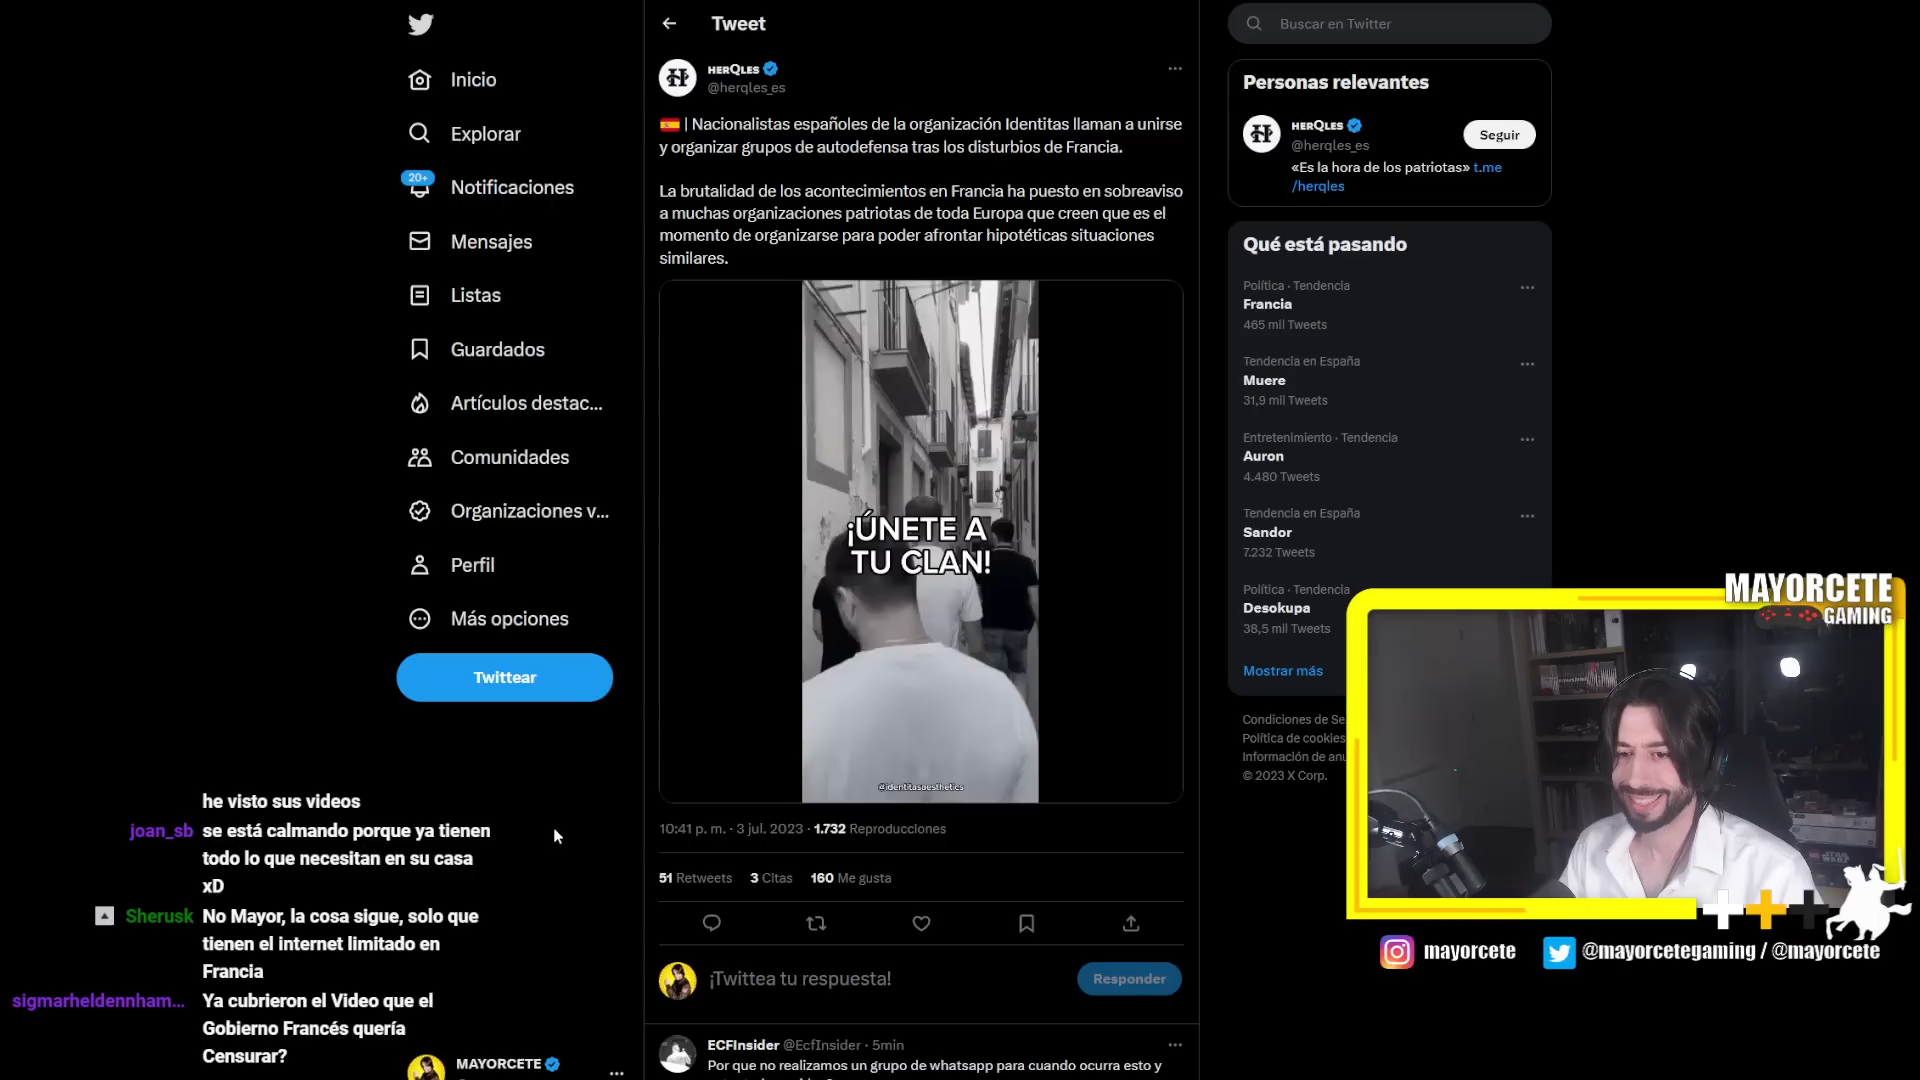 Inicio
Explorar
20+
Notificaciones
Mensajes
Listas
Guardados
Artículos destac...
Comunidades
Organizaciones v...
Perfil
Más opciones
Twittear
he visto sus videos
joan_sb se está calmando porque ya tienen
todo lo que necesitan en su casa
xD
Sherusk No Mayor, la cosa sigue, solo que
tienen el internet limitado en
Francia
sigmarheldennham... Ya cubrieron el Video que el
Gobierno Francés quería
Censurar?
MAYORCETE
Tweet
HERQLES
@herqles_es
| Nacionalistas españoles de la organización Identitas llaman a unirse
y organizar grupos de autodefensa tras los disturbios de Francia.
La brutalidad de los acontecimientos en Francia ha puesto en sobreaviso
a muchas organizaciones patriotas de toda Europa que creen que es el
momento de organizarse para poder afrontar hipotéticas situaciones
similares.
¡ÚNETE A
TU CLAN!
@identitasaesthetics
10:41 p. m. · 3 jul. 2023 · 1.732 Reproducciones
51 Retweets 3 Citas 160 Me gusta
¡Twittea tu respuesta!
Responder
ECFInsider @EcfInsider · 5min
Por que no realizamos un grupo de whatsapp para cuando ocurra esto y
Buscar en Twitter
Personas relevantes
HERQLES
@herqles_es
Seguir
«Es la hora de los patriotas» t.me
/herqles
Qué está pasando
Política · Tendencia
Francia
465 mil Tweets
Tendencia en España
Muere
31,9 mil Tweets
Entretenimiento · Tendencia
Auron
4.480 Tweets
Tendencia en España
Sandor
7.232 Tweets
Política · Tendencia
Desokupa
38,5 mil Tweets
Mostrar más
Condiciones de Se
Política de cookies
Información de anu
© 2023 X Corp.
MAYORCETE
GAMING
STAR WARS
mayorcete
@mayorcetegaming / @mayorcete